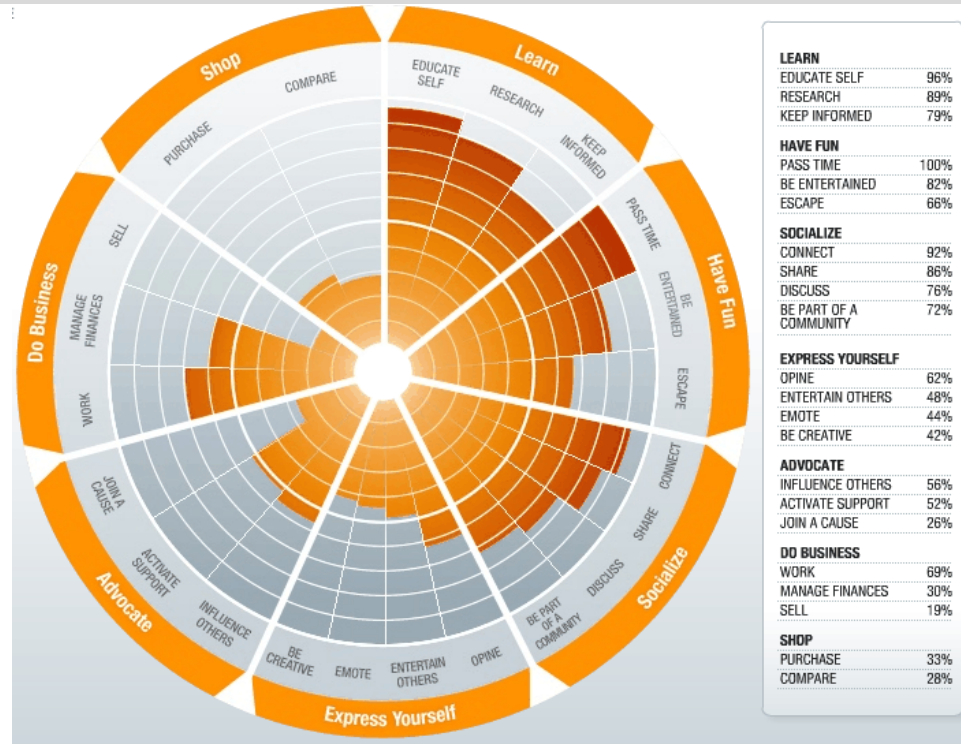 Shop
Learn
COMPARE
EDUCATE
SELF
RESEARCH
KEEP
INFORMED
PURCHASE
PASS TIME
Have Fun
BE
ENTERTAINED
ESCAPE
SELL
Do Business
MANAGE
FINANCES
WORK
CONNECT
SHARE
Socialize
DISCUSS
BE PART
OF A
COMMUNITY
JOIN A
CAUSE
ACTIVATE
SUPPORT
Advocate
INFLUENCE
OTHERS
BE
CREATIVE
EMOTE
ENTERTAIN
OTHERS
OPINE
Express Yourself
LEARN
EDUCATE SELF 96%
RESEARCH 89%
KEEP INFORMED 79%
HAVE FUN
PASS TIME 100%
BE ENTERTAINED 82%
ESCAPE 66%
SOCIALIZE
CONNECT 92%
SHARE 86%
DISCUSS 76%
BE PART OF A 72%
COMMUNITY
EXPRESS YOURSELF
OPINE 62%
ENTERTAIN OTHERS 48%
EMOTE 44%
BE CREATIVE 42%
ADVOCATE
INFLUENCE OTHERS 56%
ACTIVATE SUPPORT 52%
JOIN A CAUSE 26%
DO BUSINESS
WORK 69%
MANAGE FINANCES 30%
SELL 19%
SHOP
PURCHASE 33%
COMPARE 28%